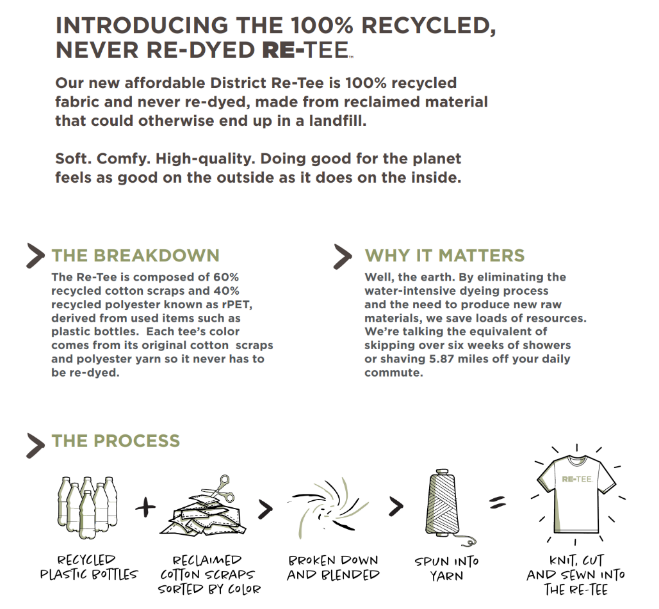 INTRODUCING THE 100% RECYCLED,
NEVER RE-DYED RE-TEE™
Our new affordable District Re-Tee is 100% recycled
fabric and never re-dyed, made from reclaimed material
that could otherwise end up in a landfill.
Soft. Comfy. High-quality. Doing good for the planet
feels as good on the outside as it does on the inside.
THE BREAKDOWN
The Re-Tee is composed of 60%
recycled cotton scraps and 40%
recycled polyester known as rPET,
derived from used items such as
plastic bottles. Each tee's color
comes from its original cotton scraps
and polyester yarn so it never has to
be re-dyed.
WHY IT MATTERS
Well, the earth. By eliminating the
water-intensive dyeing process
and the need to produce new raw
materials, we save loads of resources.
We're talking the equivalent of
skipping over six weeks of showers
or shaving 5.87 miles off your daily
commute.
THE PROCESS
RECYCLED
PLASTIC BOTTLES
+
RECLAIMED
COTTON SCRAPS
SORTED BY COLOR
>
BROKEN DOWN
AND BLENDED
>
SPUN INTO
YARN
=
RE-TEE
KNIT, CUT
AND SEWN INTO
THE RE-TEE